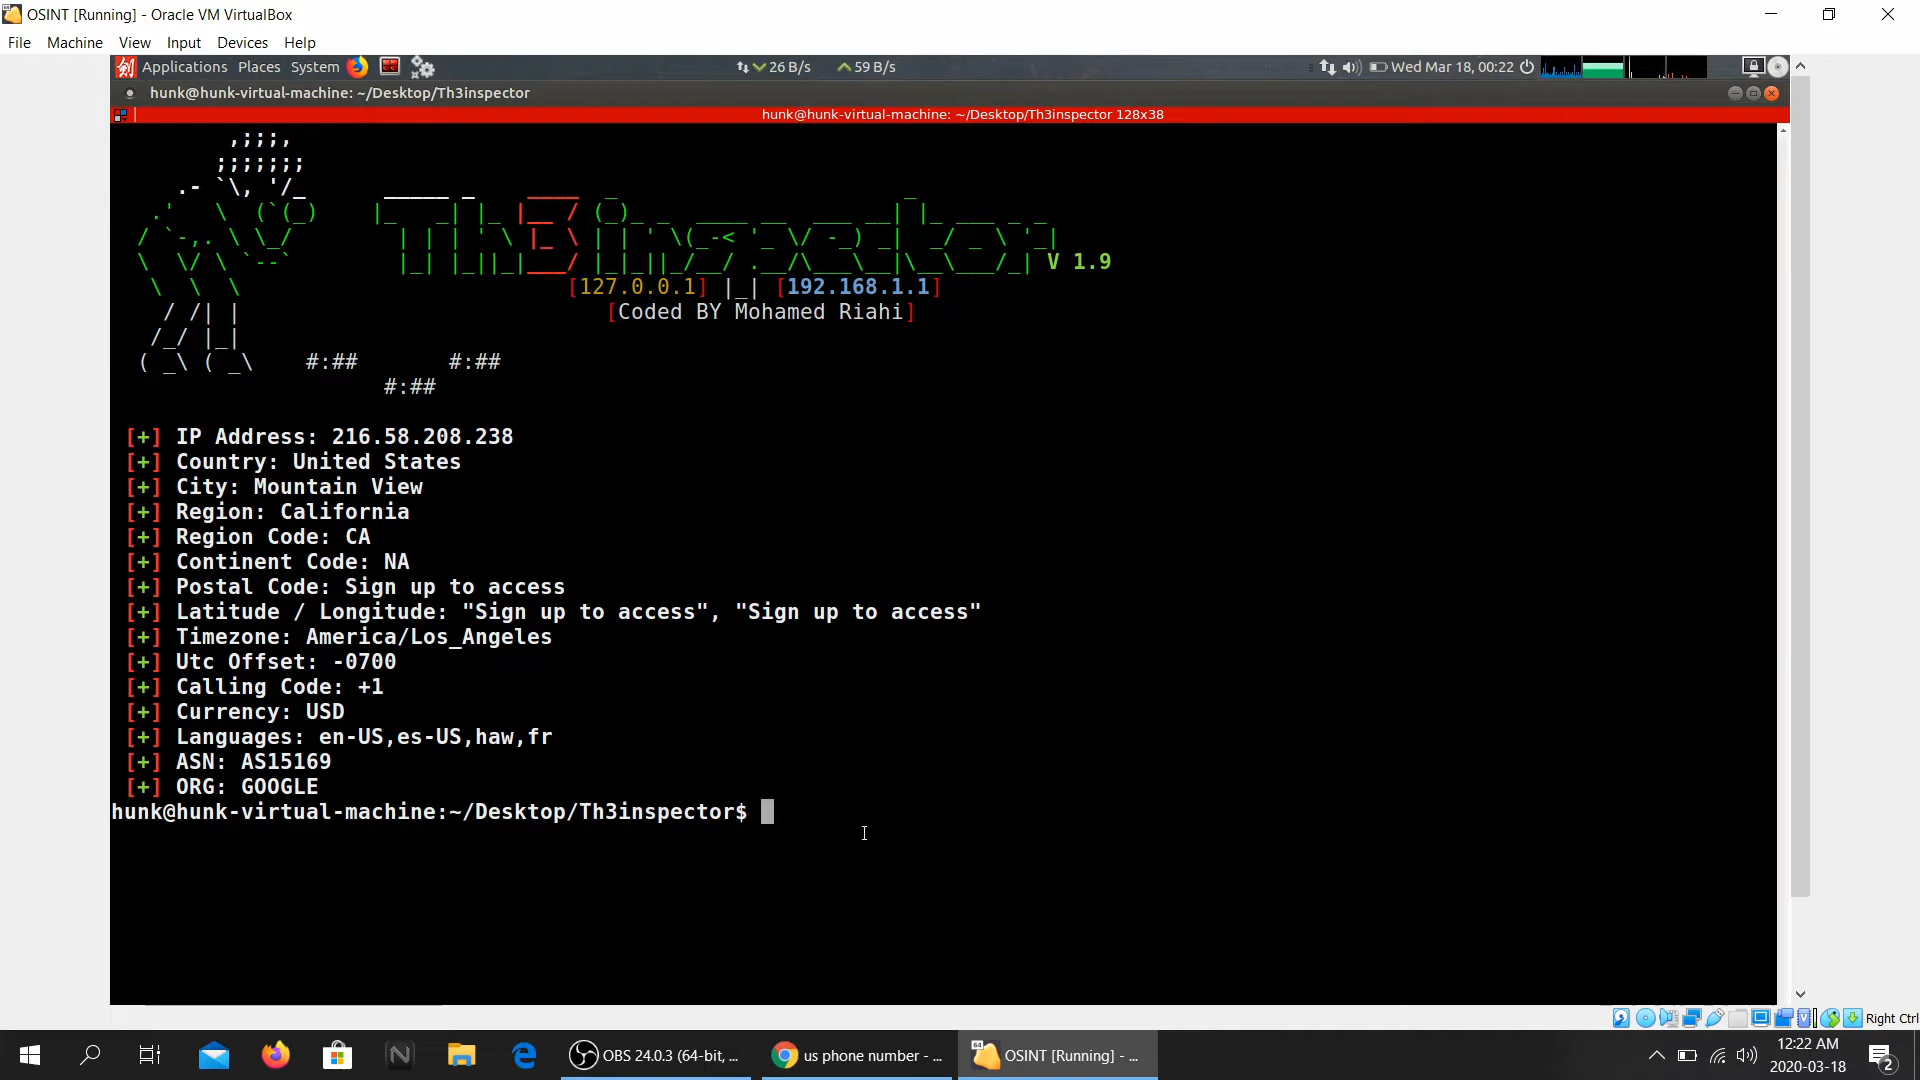 OSINT [Running] - Oracle VM VirtualBox
File Machine View Input Devices Help
Applications Places System 26 B/s 59 B/s Wed Mar 18, 00:22
hunk@hunk-virtual-machine: ~/Desktop/Th3inspector
hunk@hunk-virtual-machine: ~/Desktop/Th3inspector 128x38
Th3inspector V 1.9
[127.0.0.1] |_| [192.168.1.1]
[Coded BY Mohamed Riahi]
#:## #:##
#:##
[+] IP Address: 216.58.208.238
[+] Country: United States
[+] City: Mountain View
[+] Region: California
[+] Region Code: CA
[+] Continent Code: NA
[+] Postal Code: Sign up to access
[+] Latitude / Longitude: "Sign up to access", "Sign up to access"
[+] Timezone: America/Los_Angeles
[+] Utc Offset: -0700
[+] Calling Code: +1
[+] Currency: USD
[+] Languages: en-US,es-US,haw,fr
[+] ASN: AS15169
[+] ORG: GOOGLE
hunk@hunk-virtual-machine:~/Desktop/Th3inspector$
Right Ctrl
OBS 24.0.3 (64-bit, ... us phone number - ... OSINT [Running] - ... 12:22 AM
2020-03-18 2